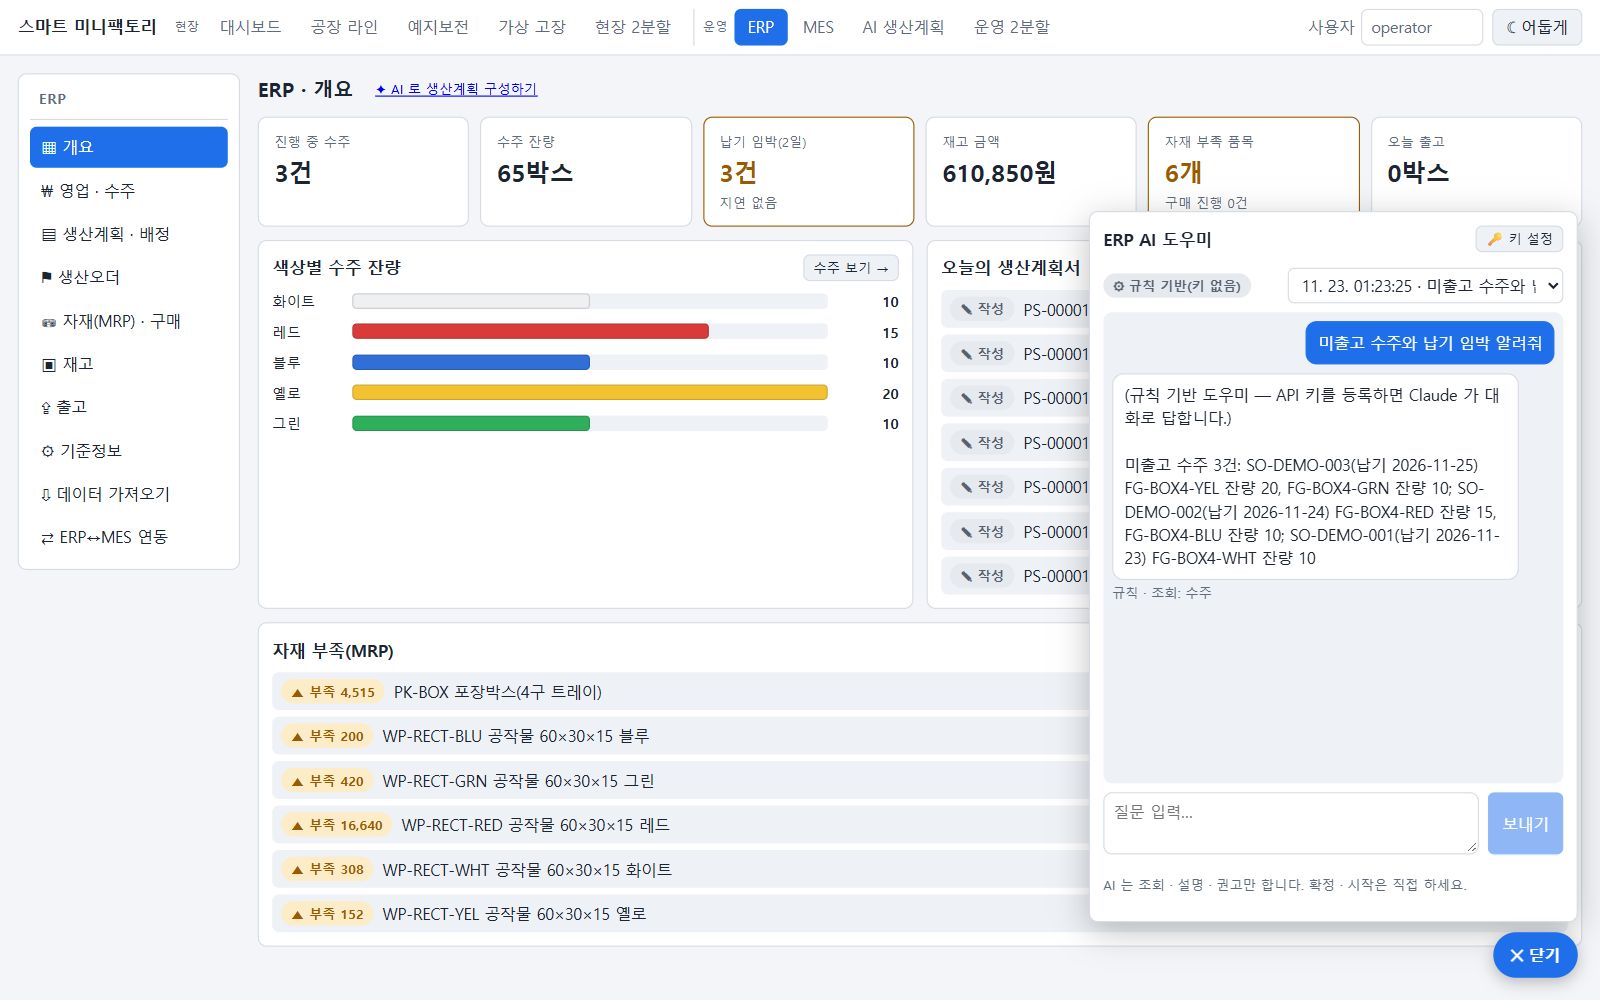 스마트 미니팩토리 현장 대시보드 공장 라인 예지보전 가상 고장 현장 2분할 운영 ERP MES AI 생산계획 운영 2분할 사용자 operator ☾ 어둡게
ERP
▦ 개요
₩ 영업 · 수주
▤ 생산계획 · 배정
⚑ 생산오더
자재(MRP) · 구매
▣ 재고
⇪ 출고
⚙ 기준정보
⇩ 데이터 가져오기
⇄ ERP↔MES 연동
ERP · 개요 ✦ AI 로 생산계획 구성하기
진행 중 수주
3건
수주 잔량
65박스
납기 임박(2일)
3건
지연 없음
재고 금액
610,850원
자재 부족 품목
6개
구매 진행 0건
오늘 출고
0박스
색상별 수주 잔량 수주 보기 →
화이트 10
레드 15
블루 10
옐로 20
그린 10
오늘의 생산계획서
✎ 작성 PS-00001
✎ 작성 PS-00001
✎ 작성 PS-00001
✎ 작성 PS-00001
✎ 작성 PS-00001
✎ 작성 PS-00001
✎ 작성 PS-00001
자재 부족(MRP)
▲ 부족 4,515 PK-BOX 포장박스(4구 트레이)
▲ 부족 200 WP-RECT-BLU 공작물 60×30×15 블루
▲ 부족 420 WP-RECT-GRN 공작물 60×30×15 그린
▲ 부족 16,640 WP-RECT-RED 공작물 60×30×15 레드
▲ 부족 308 WP-RECT-WHT 공작물 60×30×15 화이트
▲ 부족 152 WP-RECT-YEL 공작물 60×30×15 옐로
ERP AI 도우미 🔑 키 설정
⚙ 규칙 기반(키 없음) 11. 23. 01:23:25 · 미출고 수주와
미출고 수주와 납기 임박 알려줘
(규칙 기반 도우미 — API 키를 등록하면 Claude 가 대
화로 답합니다.)
미출고 수주 3건: SO-DEMO-003(납기 2026-11-25)
FG-BOX4-YEL 잔량 20, FG-BOX4-GRN 잔량 10; SO-
DEMO-002(납기 2026-11-24) FG-BOX4-RED 잔량 15,
FG-BOX4-BLU 잔량 10; SO-DEMO-001(납기 2026-11-
23) FG-BOX4-WHT 잔량 10
규칙 · 조회: 수주
질문 입력...
보내기
AI 는 조회 · 설명 · 권고만 합니다. 확정 · 시작은 직접 하세요.
✕ 닫기